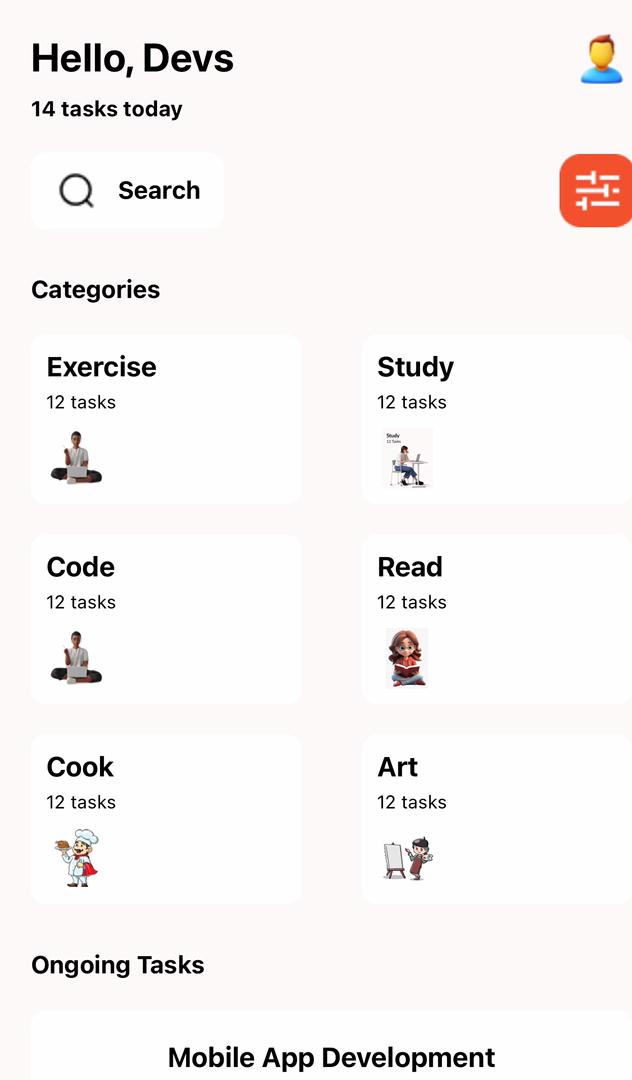 Hello, Devs
14 tasks today
Search
Categories
Exercise
12 tasks
Study
12 tasks
Study
12 Tasks
Code
12 tasks
Read
12 tasks
Cook
12 tasks
Art
12 tasks
Ongoing Tasks
Mobile App Development